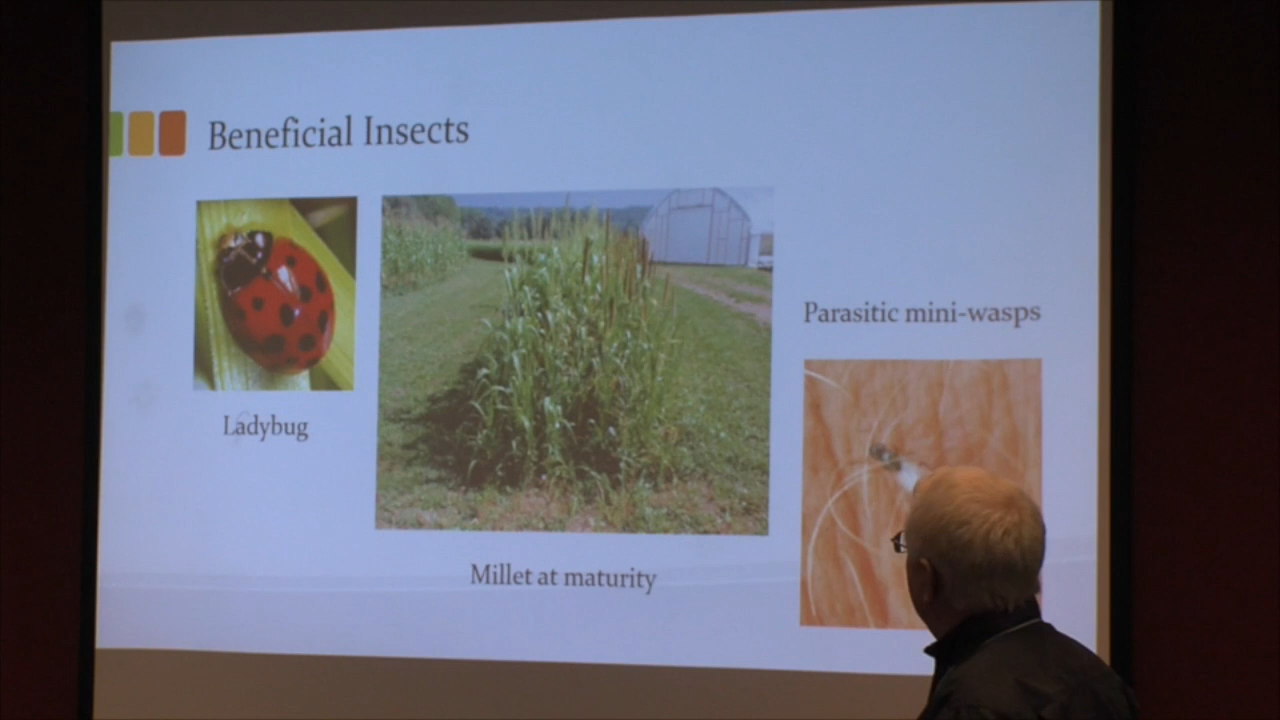 Beneficial Insects
Parasitic mini-wasps
Ladybug
Millet at maturity